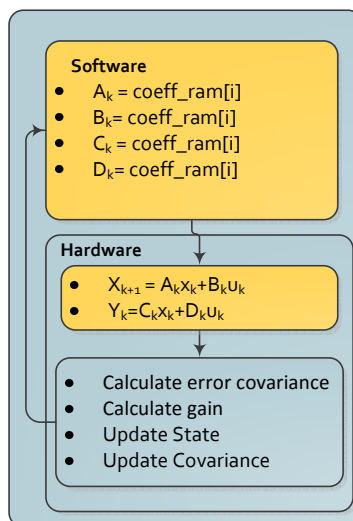 Software
• Aₖ = coeff_ram[i]
• Bₖ= coeff_ram[i]
• Cₖ = coeff_ram[i]
• Dₖ= coeff_ram[i]
Hardware
• Xₖ₊₁ = Aₖxₖ+Bₖuₖ
• Yₖ=Cₖxₖ+Dₖuₖ
• Calculate error covariance
• Calculate gain
• Update State
• Update Covariance